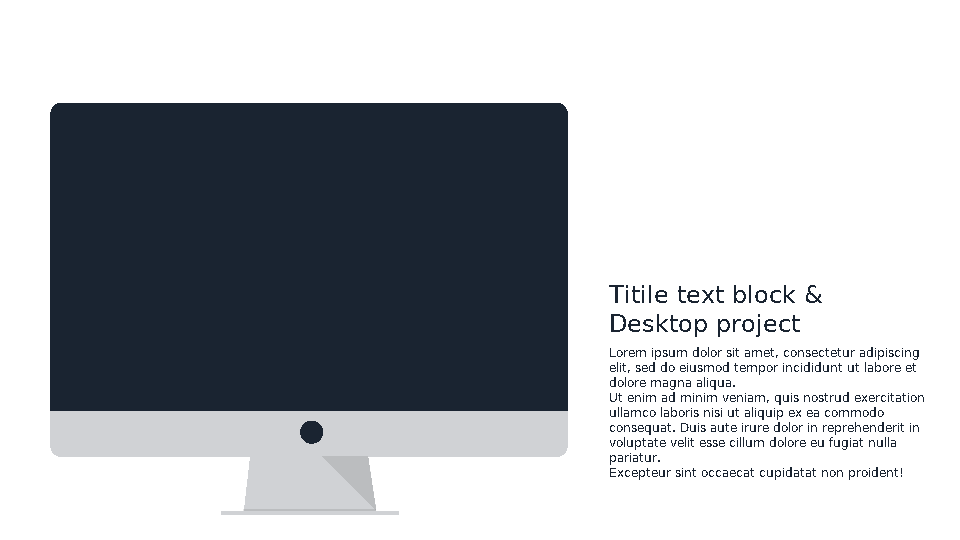 Titile text block &
Desktop project
Lorem ipsum dolor sit amet, consectetur adipiscing
elit, sed do eiusmod tempor incididunt ut labore et
dolore magna aliqua.
Ut enim ad minim veniam, quis nostrud exercitation
ullamco laboris nisi ut aliquip ex ea commodo
consequat. Duis aute irure dolor in reprehenderit in
voluptate velit esse cillum dolore eu fugiat nulla
pariatur.
Excepteur sint occaecat cupidatat non proident!